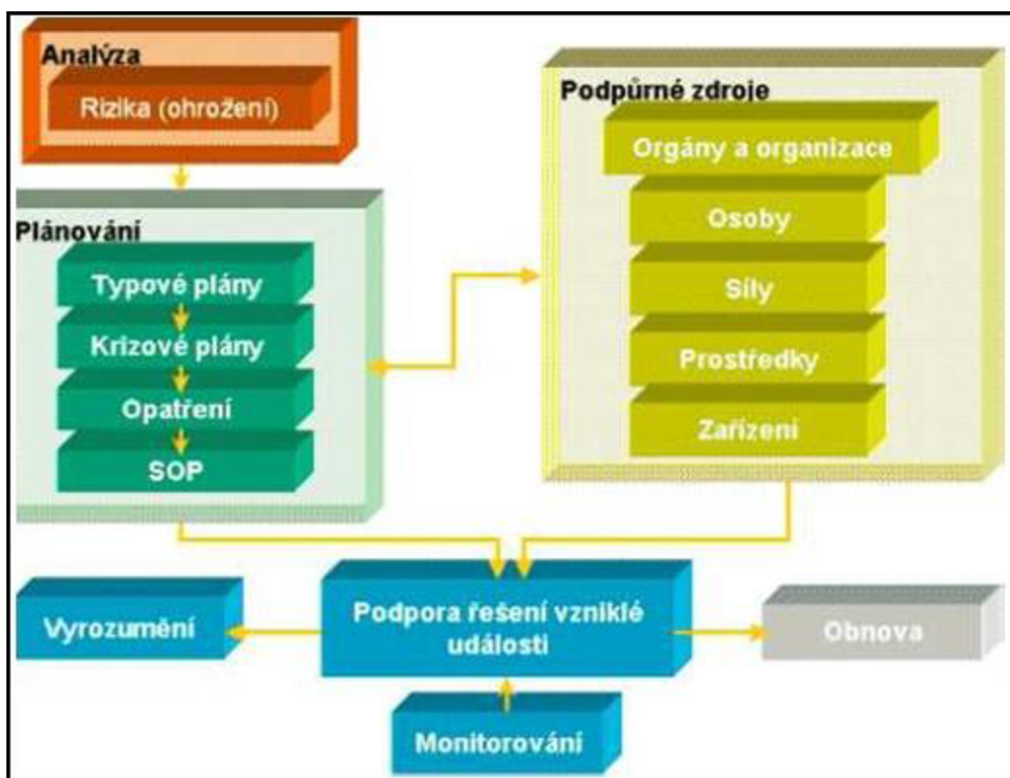 Analýza
Rizika (ohrožení)
Plánování
Typové plány
Krizové plány
Opatření
SOP
Podpůrné zdroje
Orgány a organizace
Osoby
Síly
Prostředky
Zařízení
Vyrozumění
Podpora řešení vzniklé
události
Obnova
Monitorování